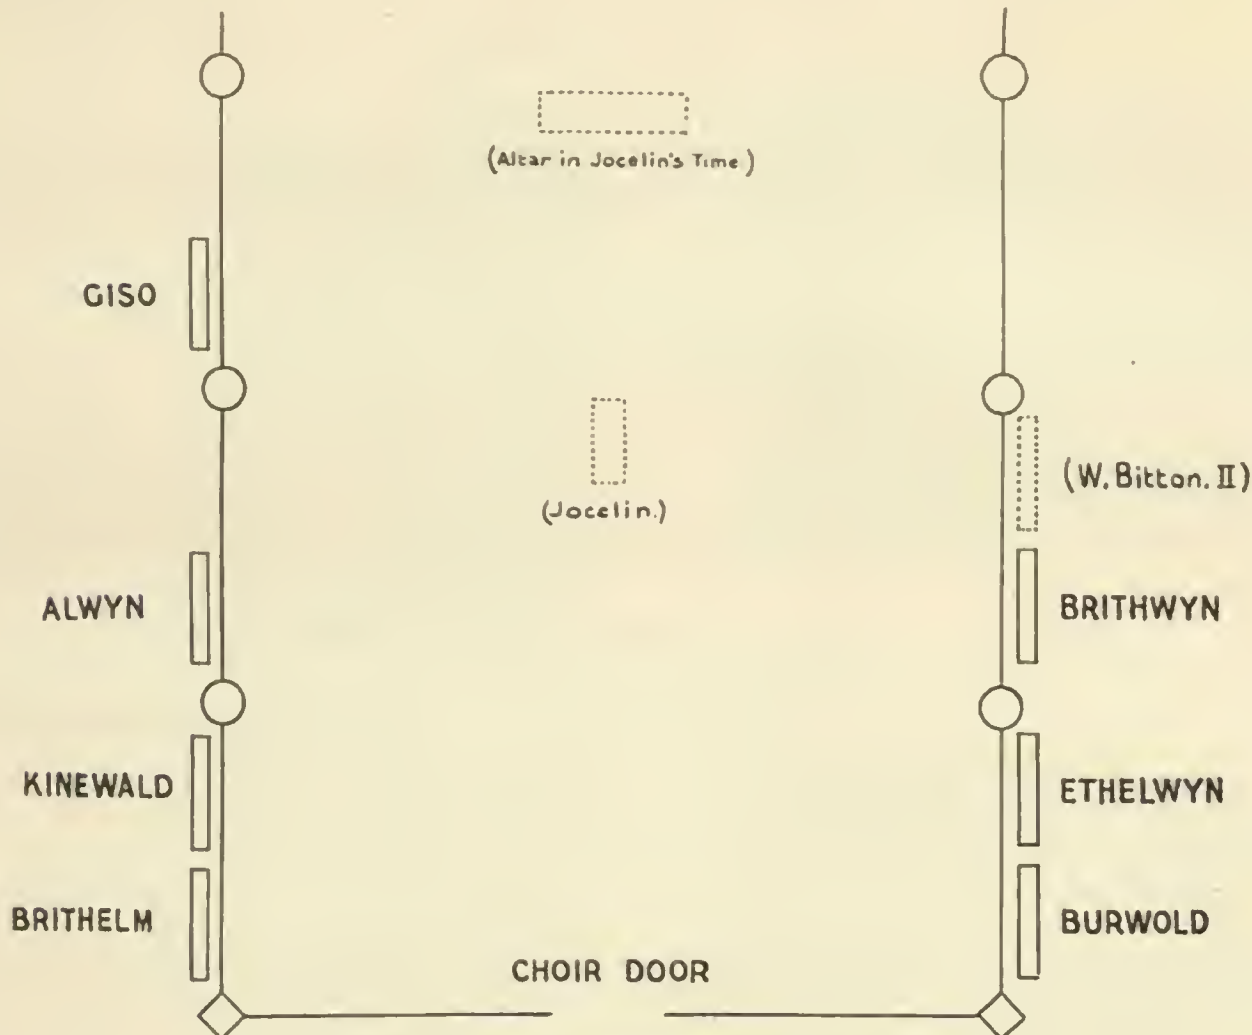 (Altar in Jocelin's Time)
GISO
(W. Bitton. II)
(Jocelin.)
ALWYN
BRITHWYN
KINEWALD
ETHELWYN
BRITHELM
BURWOLD
CHOIR DOOR